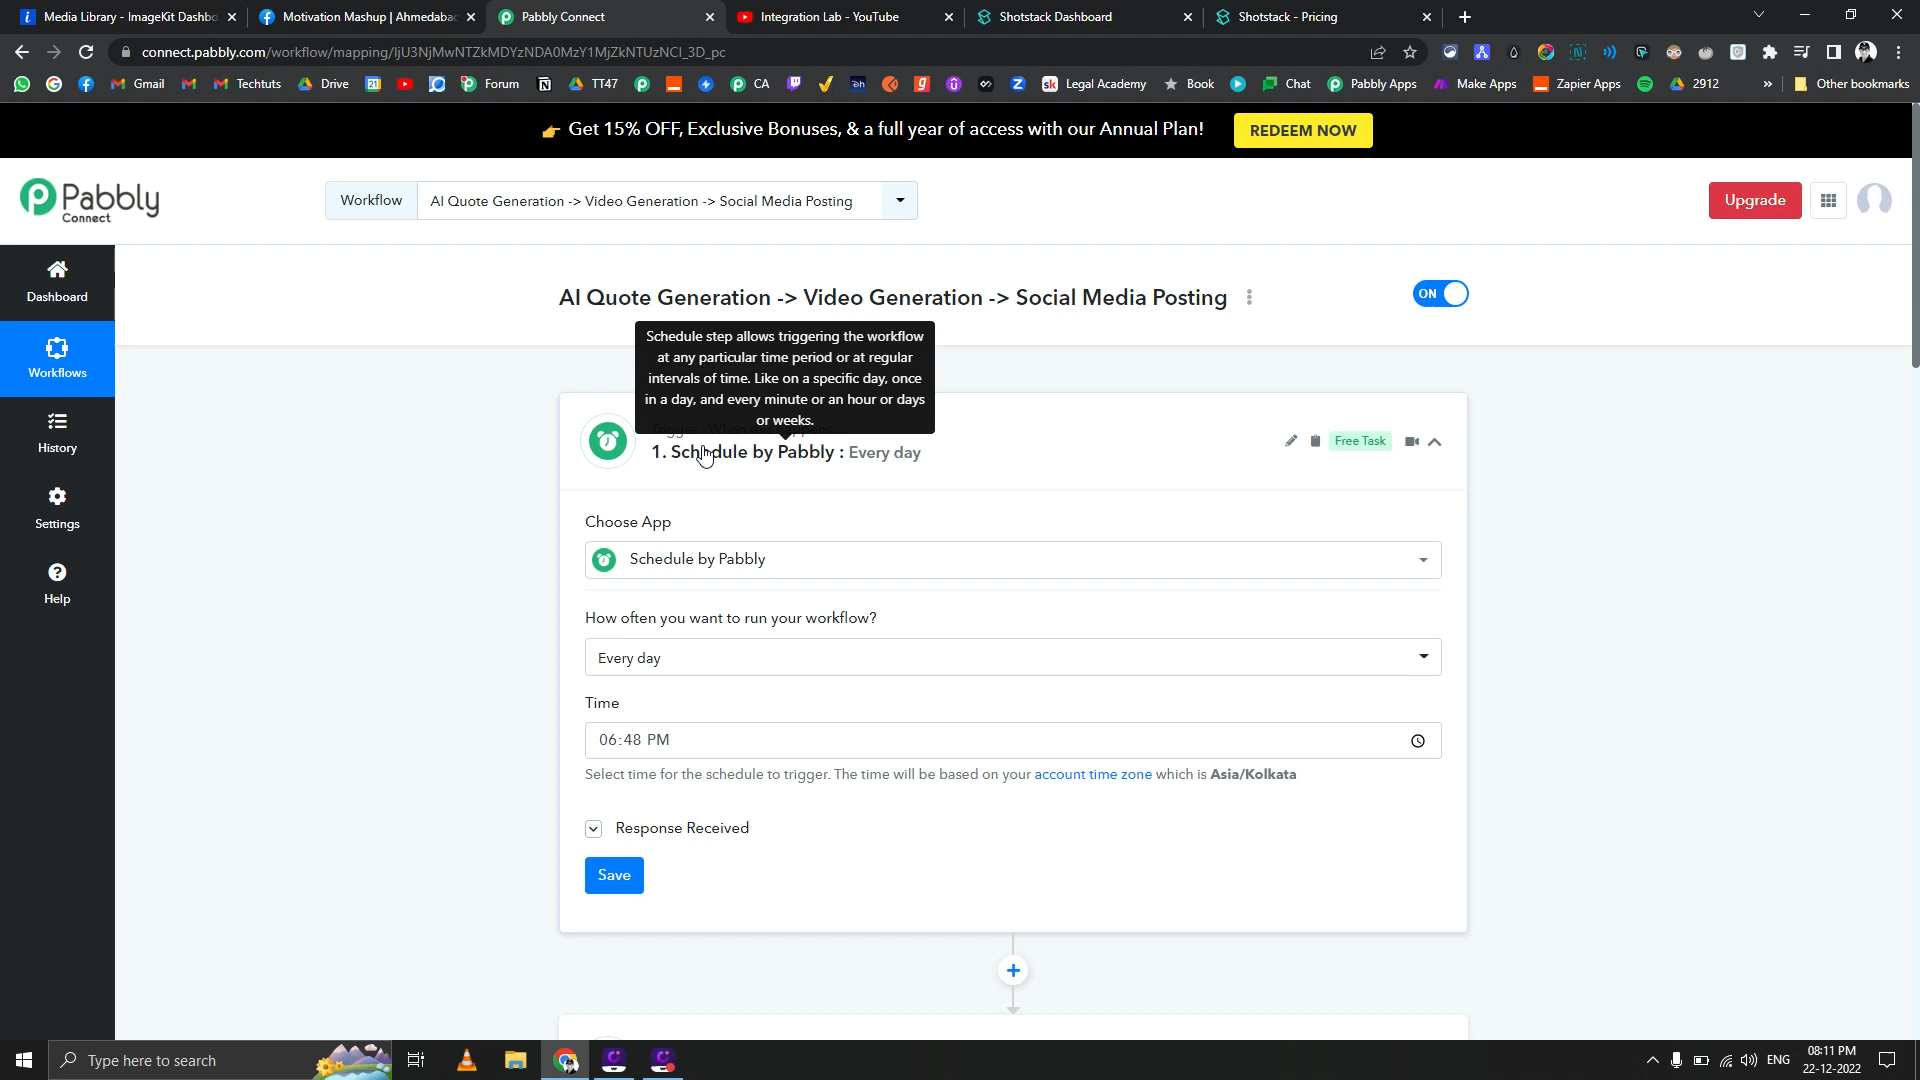 Media Library - ImageKit Dashbo
Motivation Mashup | Ahmedabad
Pabbly Connect
Integration Lab - YouTube
Shotstack Dashboard
Shotstack - Pricing
connect.pabbly.com/workflow/mapping/IjU3NjMwNTZkMDYzNDA0MzY1MjZkNTUzNCI_3D_pc
Gmail
Techtuts
Drive
Forum
TT47
CA
Legal Academy
Book
Chat
Pabbly Apps
Make Apps
Zapier Apps
2912
Other bookmarks
👉 Get 15% OFF, Exclusive Bonuses, & a full year of access with our Annual Plan!
REDEEM NOW
Pabbly
Connect
Workflow
AI Quote Generation -> Video Generation -> Social Media Posting
Upgrade
Dashboard
Workflows
History
Settings
Help
AI Quote Generation -> Video Generation -> Social Media Posting
ON
Schedule step allows triggering the workflow
at any particular time period or at regular
intervals of time. Like on a specific day, once
in a day, and every minute or an hour or days
or weeks.
1. Schedule by Pabbly : Every day
Free Task
Choose App
Schedule by Pabbly
How often you want to run your workflow?
Every day
Time
06:48 PM
Select time for the schedule to trigger. The time will be based on your account time zone which is Asia/Kolkata
Response Received
Save
Type here to search
ENG
08:11 PM
22-12-2022